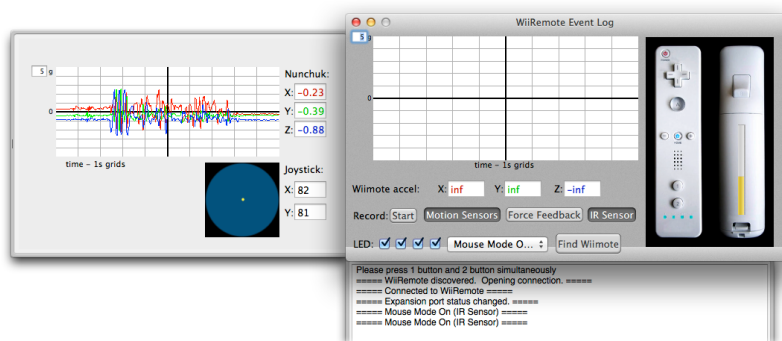 WiiRemote Event Log
5 g
0
time – 1s grids
Nunchuk:
X: –0.23
Y: –0.39
Z: –0.88
Joystick:
X: 82
Y: 81
5 g
0
time – 1s grids
Wiimote accel: X: inf Y: inf Z: –inf
Record: Start Motion Sensors Force Feedback IR Sensor
LED: Mouse Mode O... Find Wiimote
Please press 1 button and 2 button simultaneously
===== WiiRemote discovered. Opening connection. =====
===== Connected to WiiRemote =====
===== Expansion port status changed. =====
===== Mouse Mode On (IR Sensor) =====
===== Mouse Mode On (IR Sensor) =====